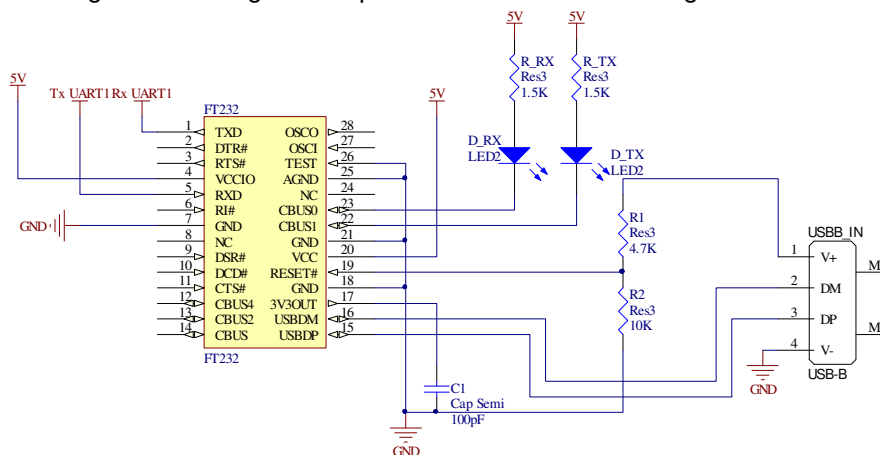 5V
5V
5V
Tx UART1
Rx UART1
5V
R_RX
Res3
1.5K
R_TX
Res3
1.5K
D_RX
LED2
D_TX
LED2
FT232
1 TXD OSCO 28
2 DTR# OSCI 27
3 RTS# TEST 26
4 VCCIO AGND 25
5 RXD NC 24
6 RI# CBUS0 23
7 GND CBUS1 22
8 NC GND 21
9 DSR# VCC 20
10 DCD# RESET# 19
11 CTS# GND 18
12 CBUS4 3V3OUT 17
13 CBUS2 USBDM 16
14 CBUS USBDP 15
FT232
GND
R1
Res3
4.7K
R2
Res3
10K
USBB_IN
1 V+
2 DM
3 DP
4 V-
M
M
USB-B
GND
C1
Cap Semi
100pF
GND